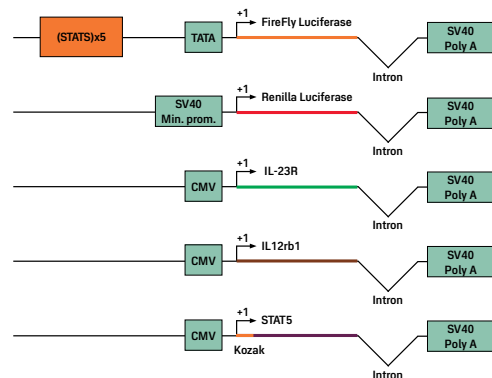 +1
FireFly Luciferase
(STATS)x5
TATA
SV40
Poly A
Intron
+1
Renilla Luciferase
SV40
Min. prom.
SV40
Poly A
Intron
+1
IL-23R
CMV
SV40
Poly A
Intron
+1
IL12rb1
CMV
SV40
Poly A
Intron
+1
STAT5
CMV
SV40
Poly A
Kozak
Intron